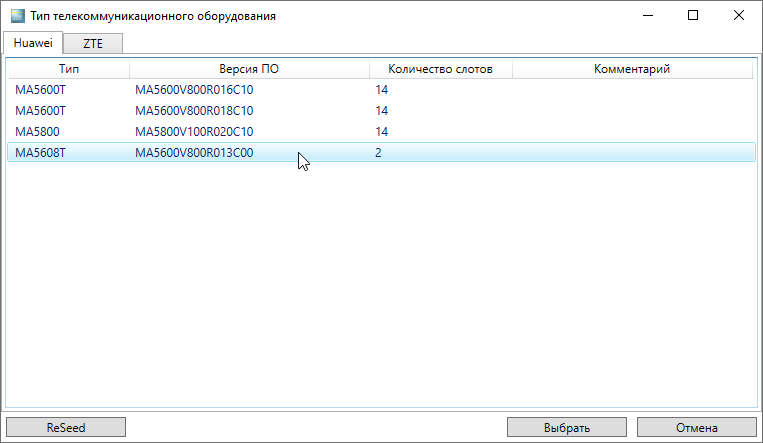 Тип телекоммуникационного оборудования
Huawei ZTE
Тип Версия ПО Количество слотов Комментарий
MA5600T MA5600V800R016C10 14
MA5600T MA5600V800R018C10 14
MA5800 MA5800V100R020C10 14
MA5608T MA5600V800R013C00 2
ReSeed Выбрать Отмена